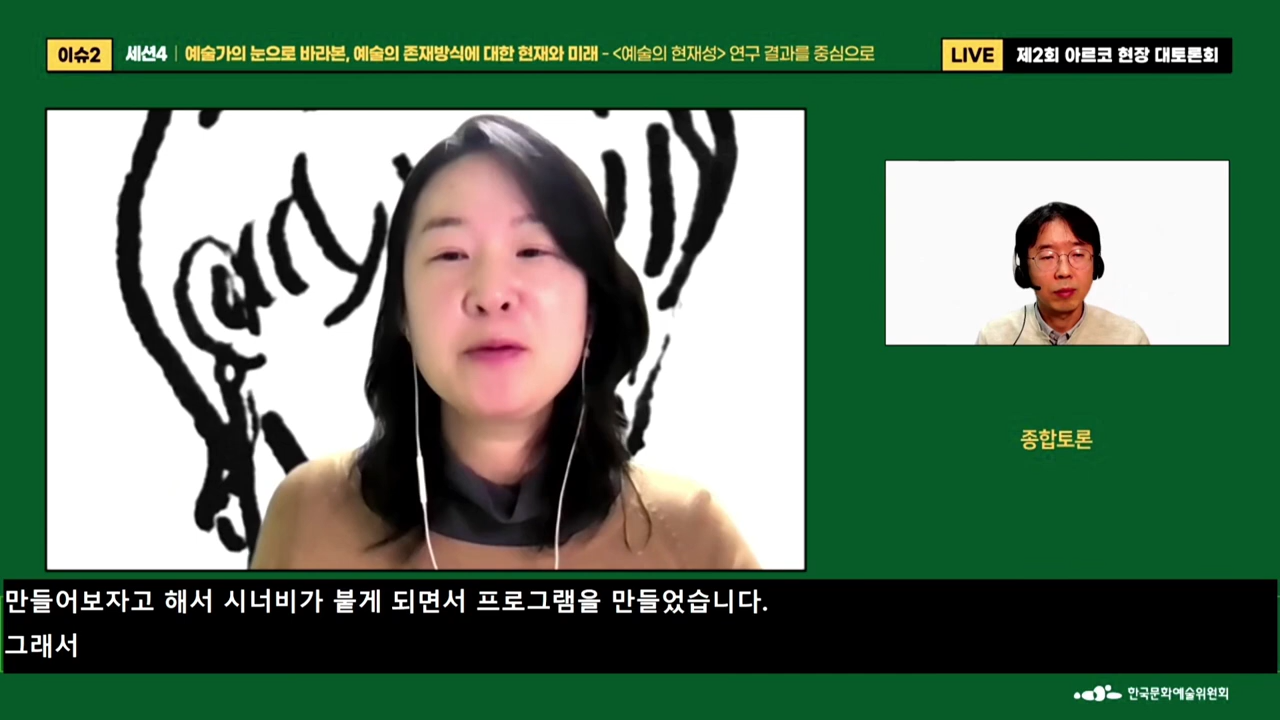 이슈2 세션4 | 예술가의 눈으로 바라본, 예술의 존재방식에 대한 현재와 미래 - <예술의 현재성> 연구 결과를 중심으로
LIVE 제2회 아르코 현장 대토론회
종합토론
만들어보자고 해서 시너비가 붙게 되면서 프로그램을 만들었습니다.
그래서
한국문화예술위원회